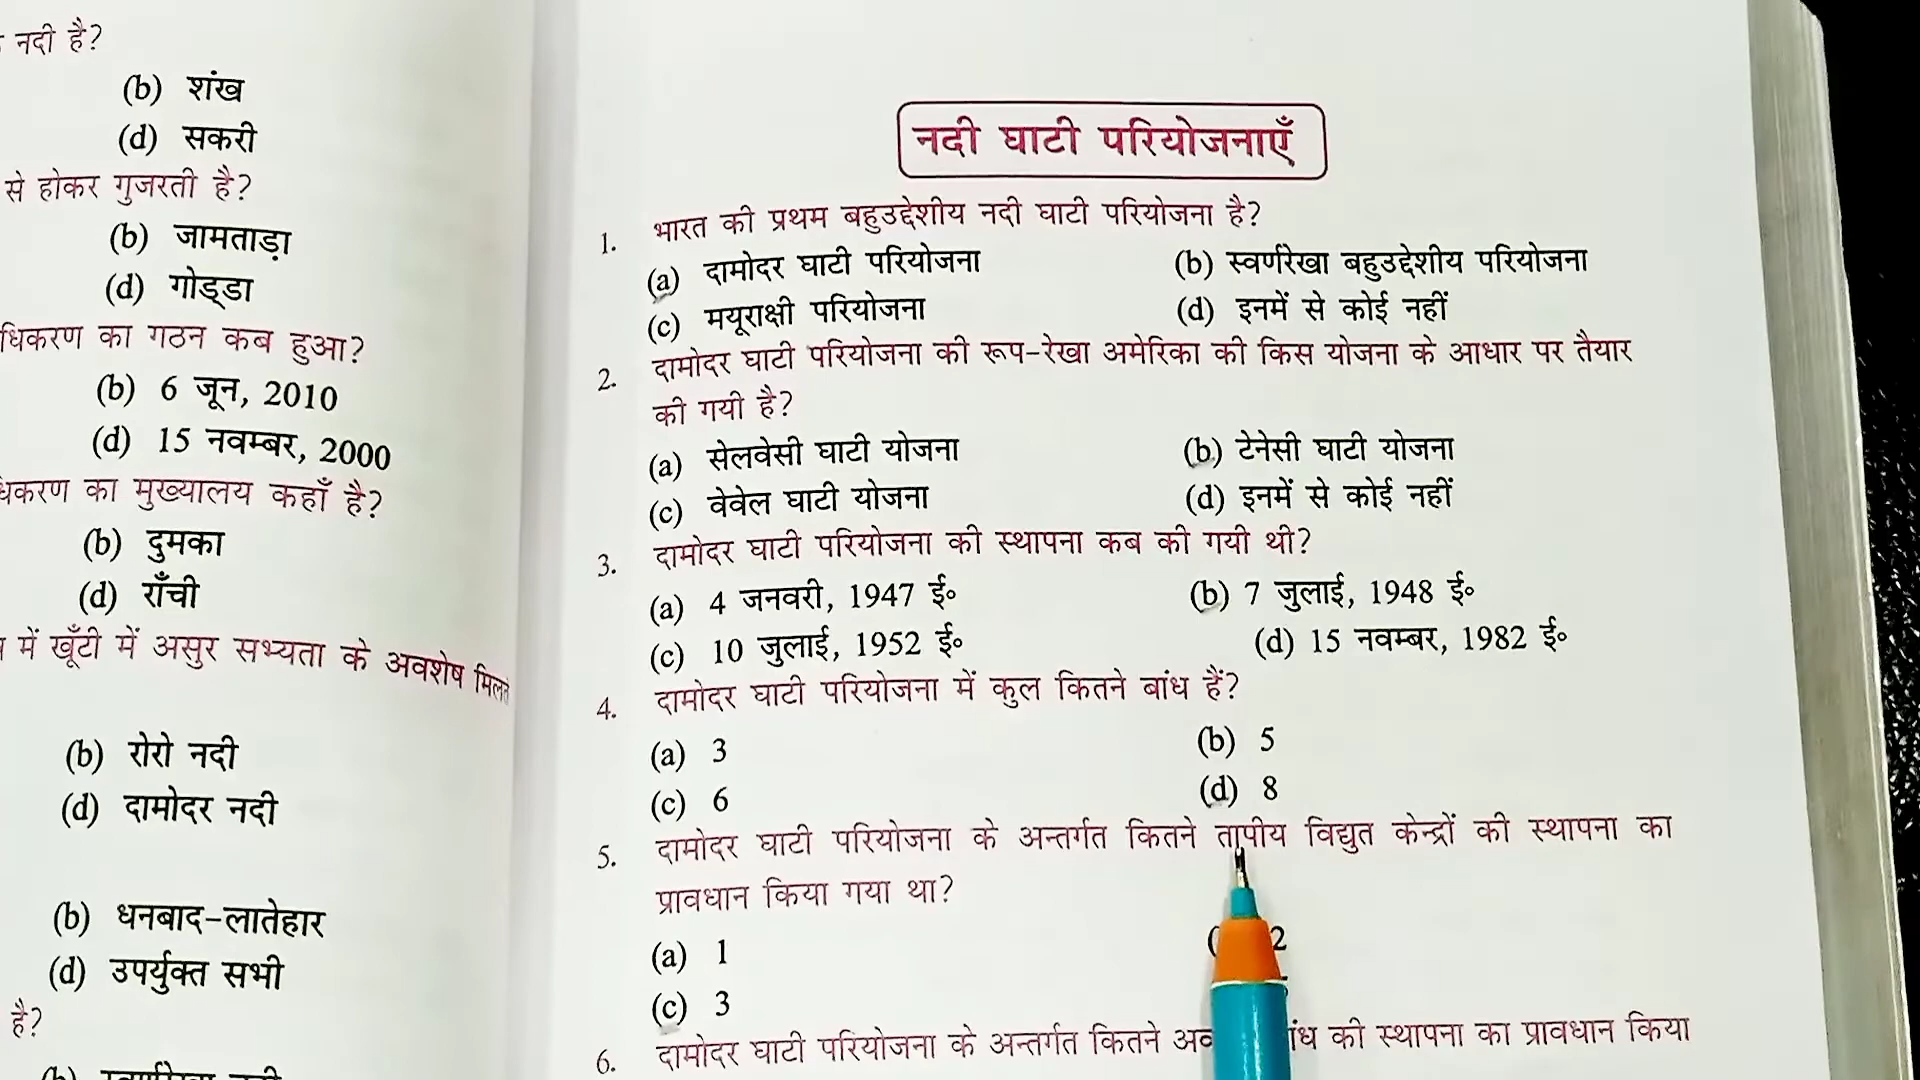 नदी है?
(b) शंख
(d) सकरी
से होकर गुजरती है?
(b) जामताड़ा
(d) गोड्डा
धिकरण का गठन कब हुआ?
(b) 6 जून, 2010
(d) 15 नवम्बर, 2000
धिकरण का मुख्यालय कहाँ है?
(b) दुमका
(d) राँची
में खूँटी में असुर सभ्यता के अवशेष मिलते
(b) रोरो नदी
(d) दामोदर नदी
(b) धनबाद-लातेहार
(d) उपर्युक्त सभी
है?
नदी घाटी परियोजनाएँ
1. भारत की प्रथम बहुउद्देशीय नदी घाटी परियोजना है?
(a) दामोदर घाटी परियोजना (b) स्वर्णरेखा बहुउद्देशीय परियोजना
(c) मयूराक्षी परियोजना (d) इनमें से कोई नहीं
2. दामोदर घाटी परियोजना की रूप-रेखा अमेरिका की किस योजना के आधार पर तैयार
की गयी है?
(a) सेलवेसी घाटी योजना (b) टेनेसी घाटी योजना
(c) वेवेल घाटी योजना (d) इनमें से कोई नहीं
3. दामोदर घाटी परियोजना की स्थापना कब की गयी थी?
(a) 4 जनवरी, 1947 ई० (b) 7 जुलाई, 1948 ई०
(c) 10 जुलाई, 1952 ई० (d) 15 नवम्बर, 1982 ई०
4. दामोदर घाटी परियोजना में कुल कितने बांध हैं?
(a) 3 (b) 5
(c) 6 (d) 8
5. दामोदर घाटी परियोजना के अन्तर्गत कितने तापीय विद्युत केन्द्रों की स्थापना का
प्रावधान किया गया था?
(a) 1 2
(c) 3
6. दामोदर घाटी परियोजना के अन्तर्गत कितने की स्थापना का प्रावधान किया